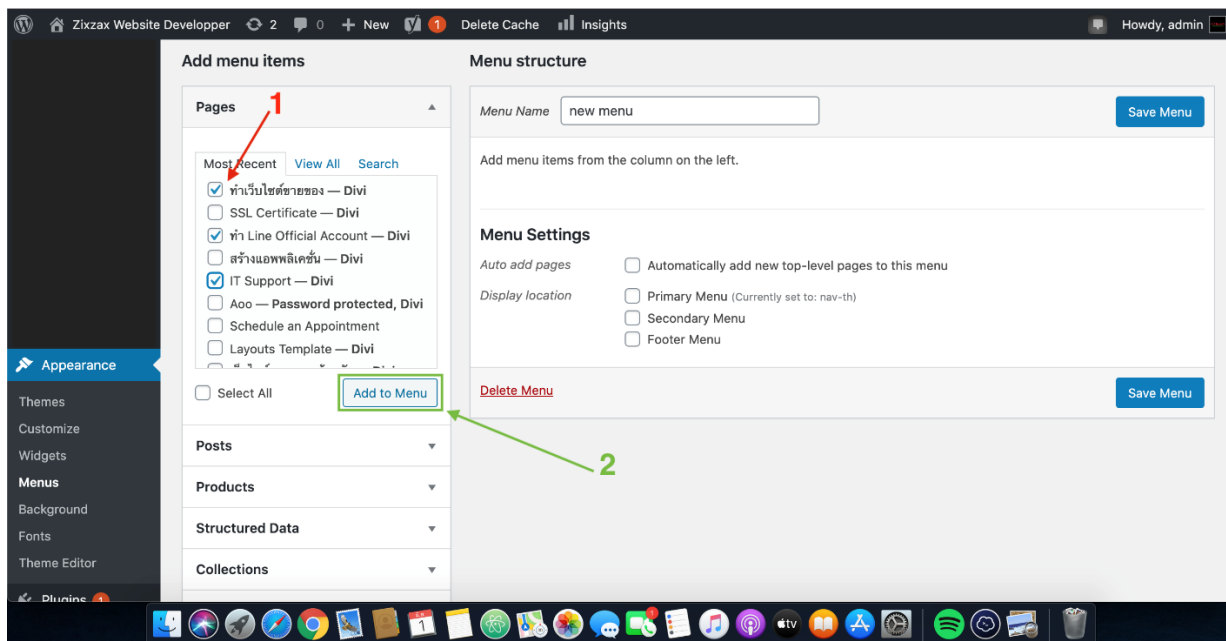 Zixzax Website Developper 2 0 New 1 Delete Cache Insights Howdy, admin
Add menu items
Pages
1
Most Recent View All Search
ทำเว็บไซต์ขายของ — Divi
SSL Certificate — Divi
ทำ Line Official Account — Divi
สร้างแอพพลิเคชั่น — Divi
IT Support — Divi
Aoo — Password protected, Divi
Schedule an Appointment
Layouts Template — Divi
Select All
Add to Menu
2
Posts
Products
Structured Data
Collections
Menu structure
Menu Name new menu Save Menu
Add menu items from the column on the left.
Menu Settings
Auto add pages Automatically add new top-level pages to this menu
Display location Primary Menu (Currently set to: nav-th)
Secondary Menu
Footer Menu
Delete Menu Save Menu
Appearance
Themes
Customize
Widgets
Menus
Background
Fonts
Theme Editor
Plugins 1
1
tv